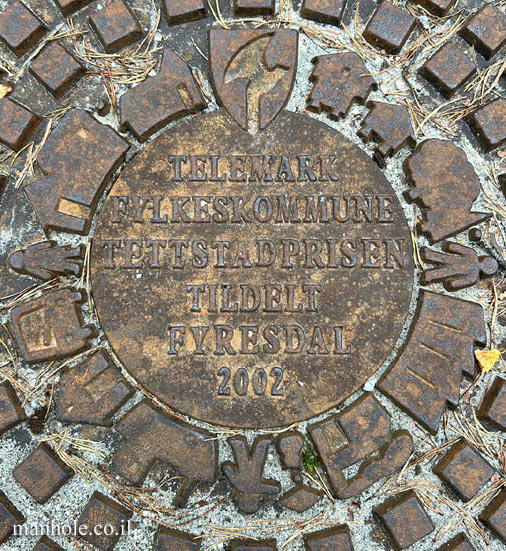 TELEMARK
FYLKESKOMMUNE
TETTSTADPRISEN
TILDELT
FYRESDAL
2002
manhole.co.il